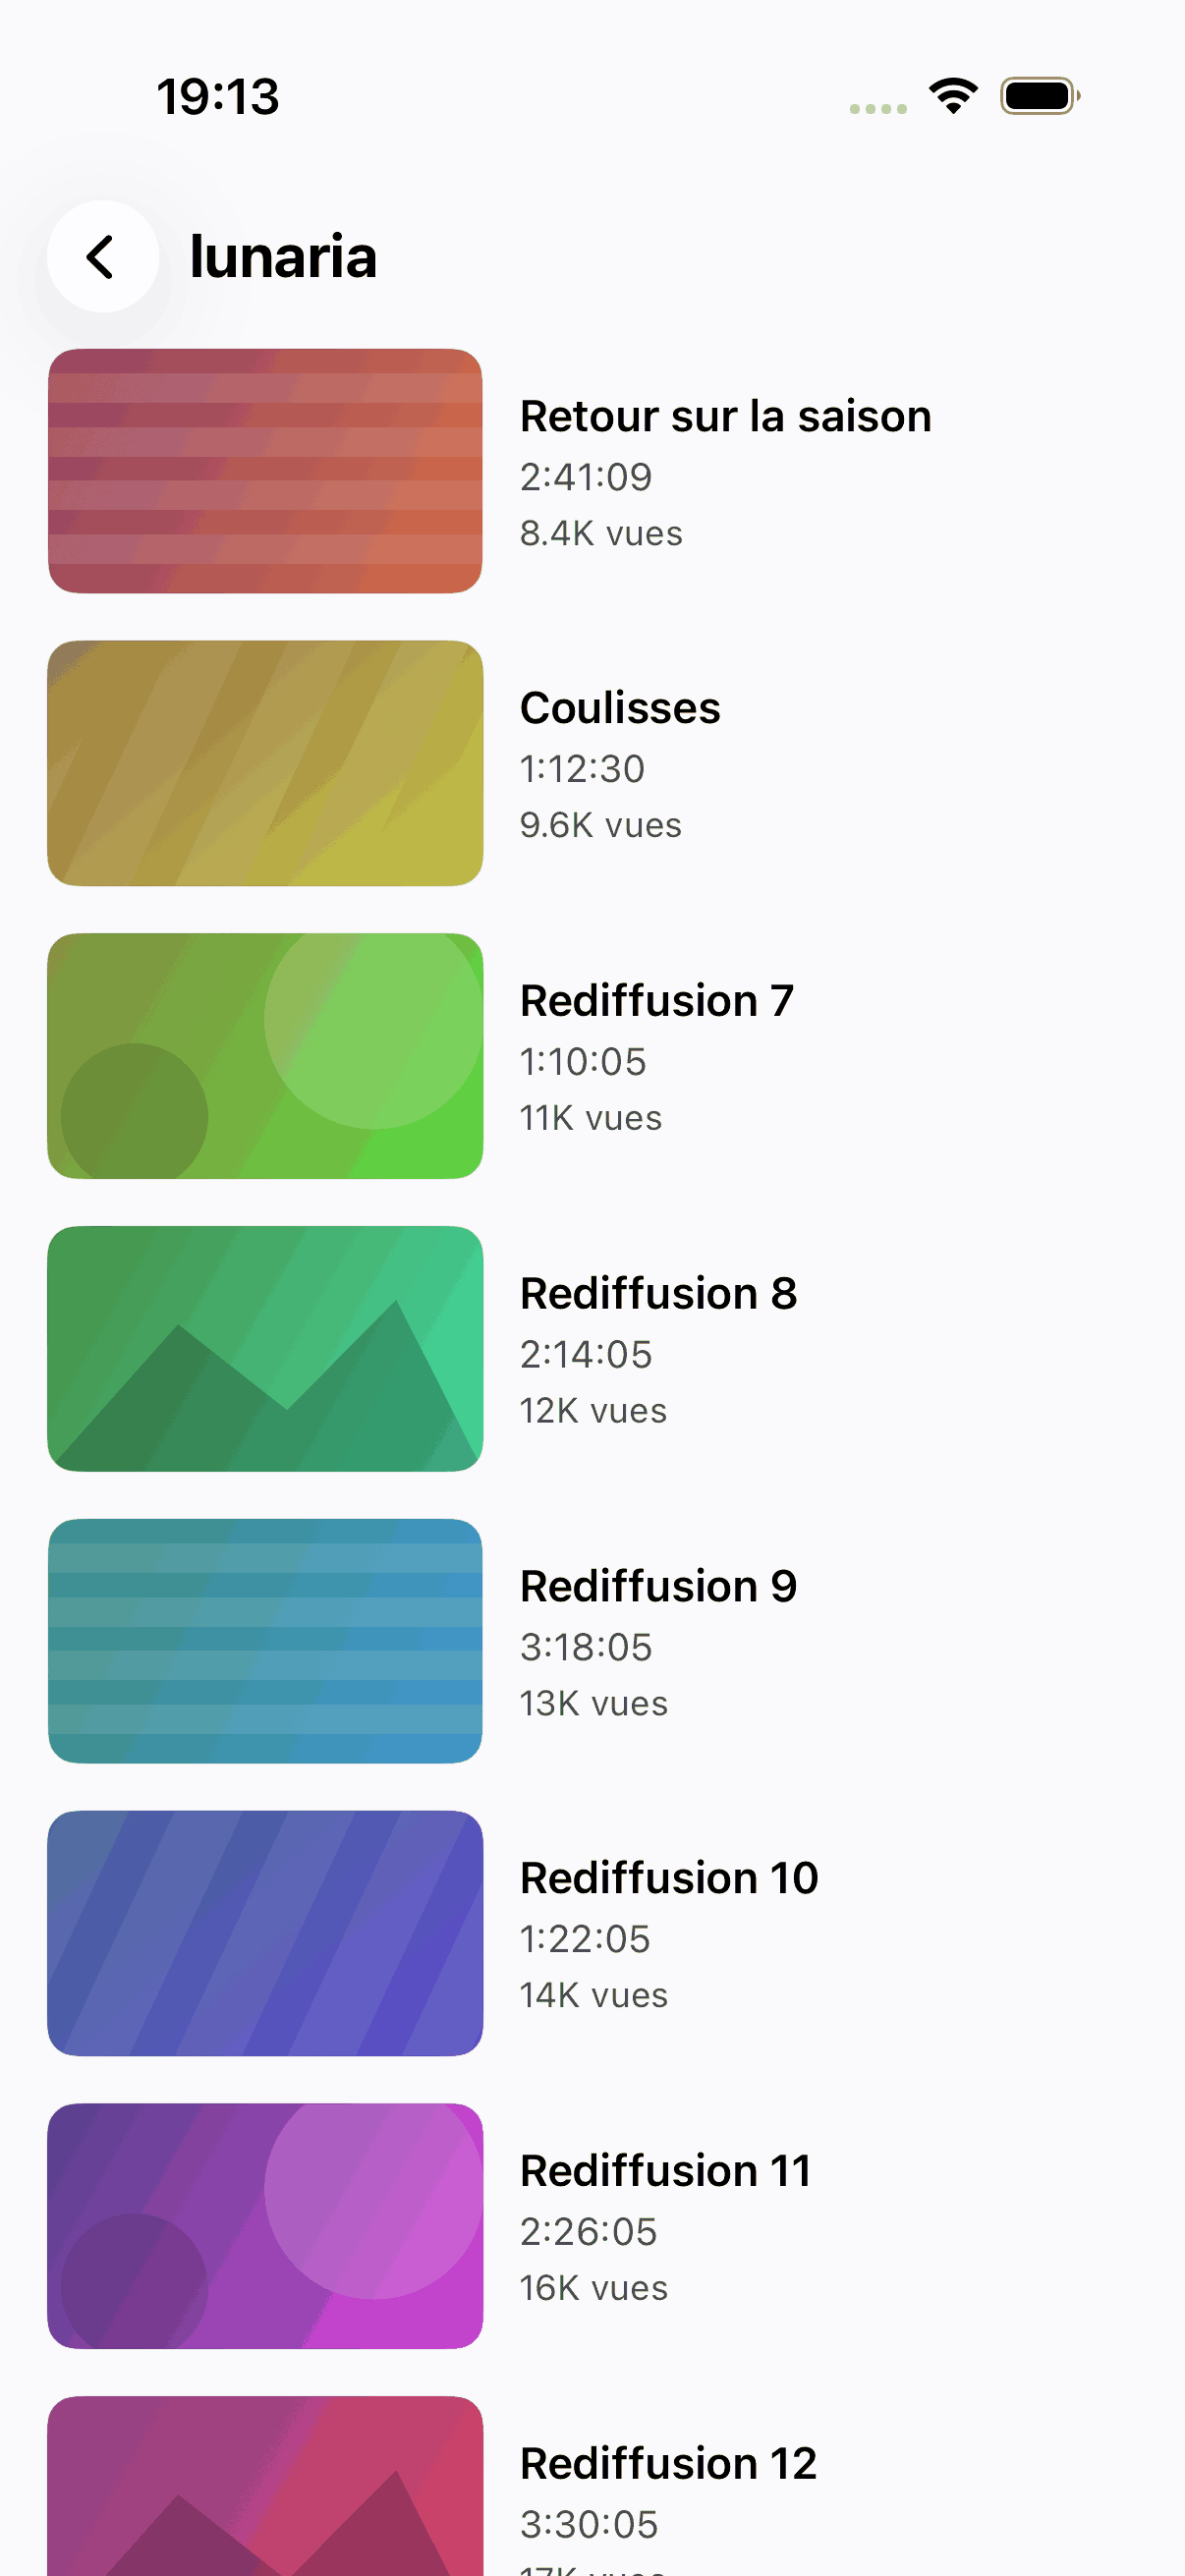 19:13
lunaria
Retour sur la saison
2:41:09
8.4K vues
Coulisses
1:12:30
9.6K vues
Rediffusion 7
1:10:05
11K vues
Rediffusion 8
2:14:05
12K vues
Rediffusion 9
3:18:05
13K vues
Rediffusion 10
1:22:05
14K vues
Rediffusion 11
2:26:05
16K vues
Rediffusion 12
3:30:05
17K vues